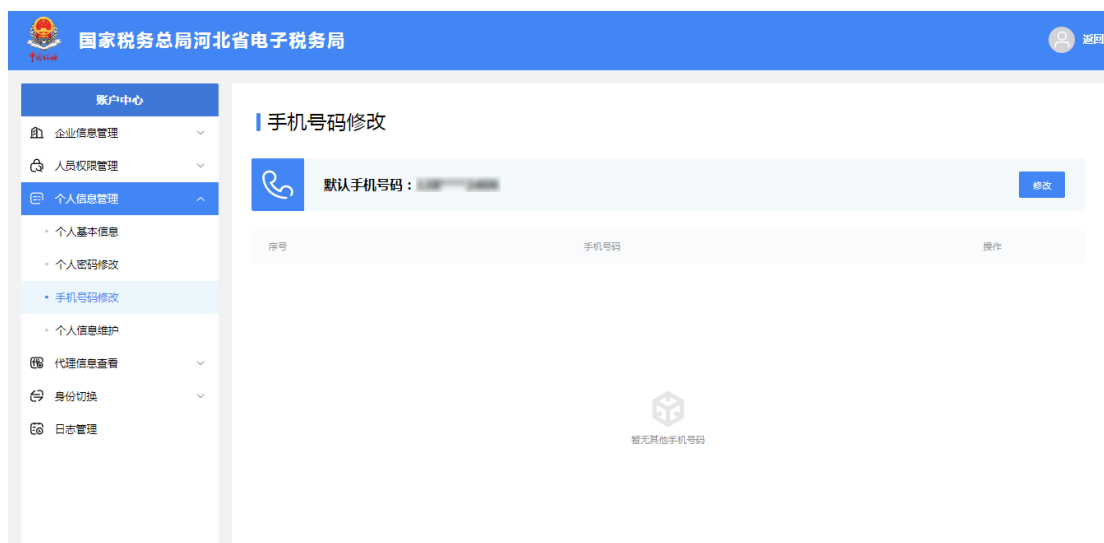 国家税务总局河北省电子税务局
返回
账户中心
企业信息管理
人员权限管理
个人信息管理
个人基本信息
个人密码修改
手机号码修改
个人信息维护
代理信息查看
身份切换
日志管理
手机号码修改
默认手机号码：
修改
序号 手机号码 操作
暂无其他手机号码